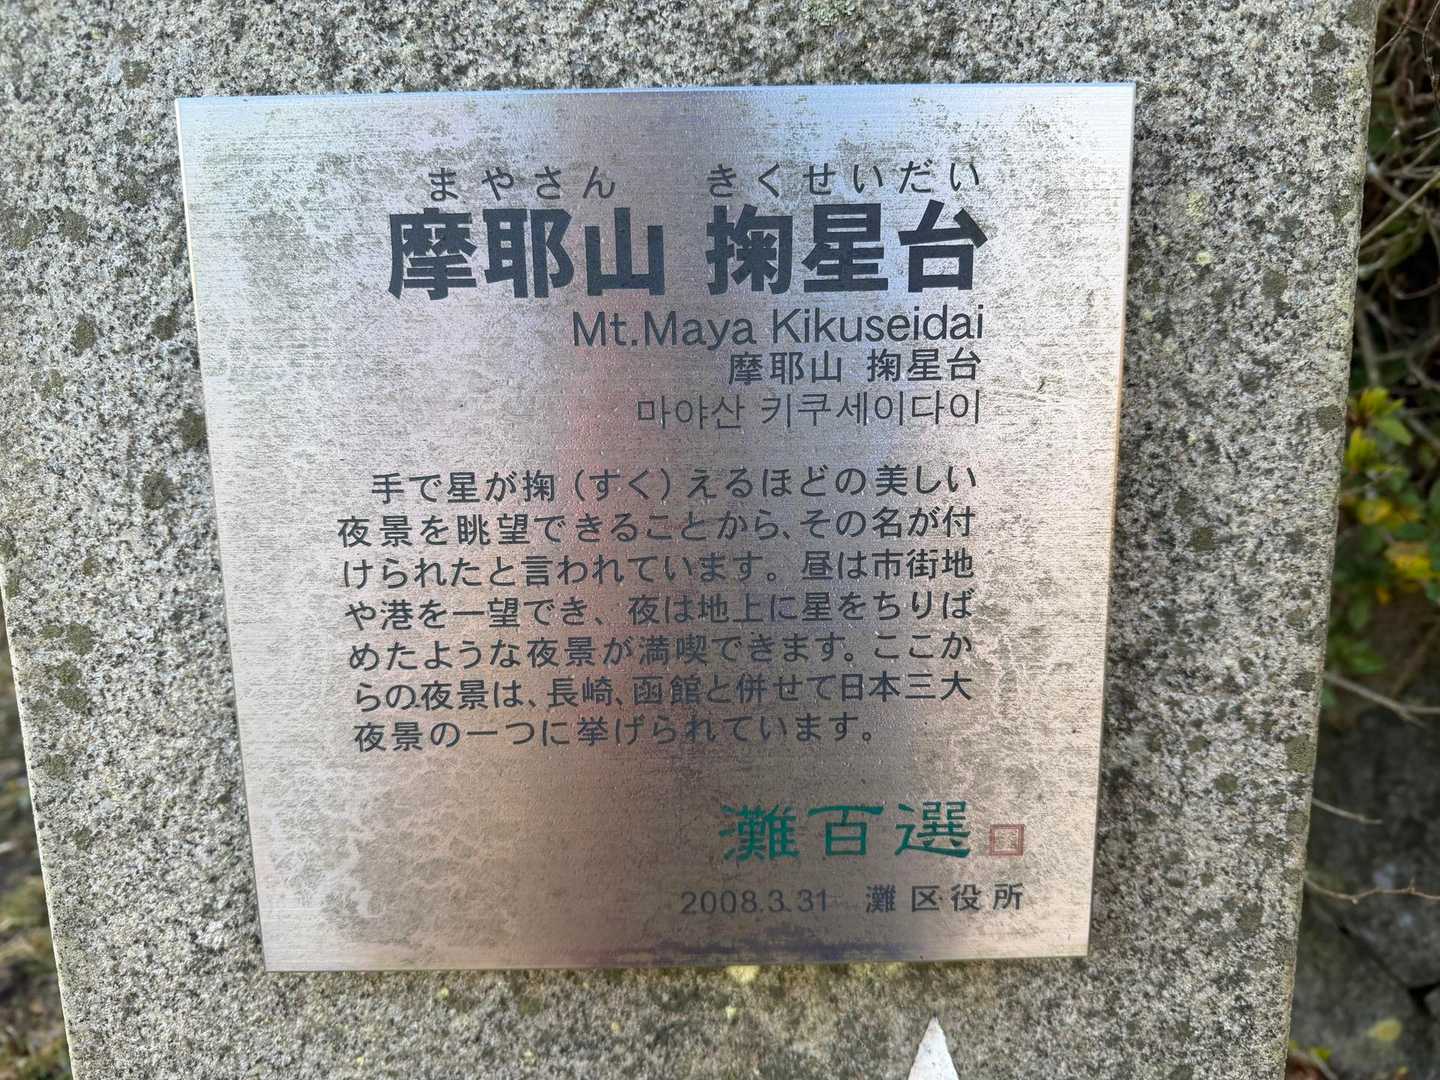 まやさん きくせいだい
摩耶山 掬星台
Mt.Maya Kikuseidai
摩耶山 掬星台
마야산 키쿠세이다이
手で星が掬（すく）えるほどの美しい
夜景を眺望できることから、その名が付
けられたと言われています。昼は市街地
や港を一望でき、夜は地上に星をちりば
めたような夜景が満喫できます。ここか
らの夜景は、長崎、函館と併せて日本三大
夜景の一つに挙げられています。
灘百選
2008.3.31 灘区役所